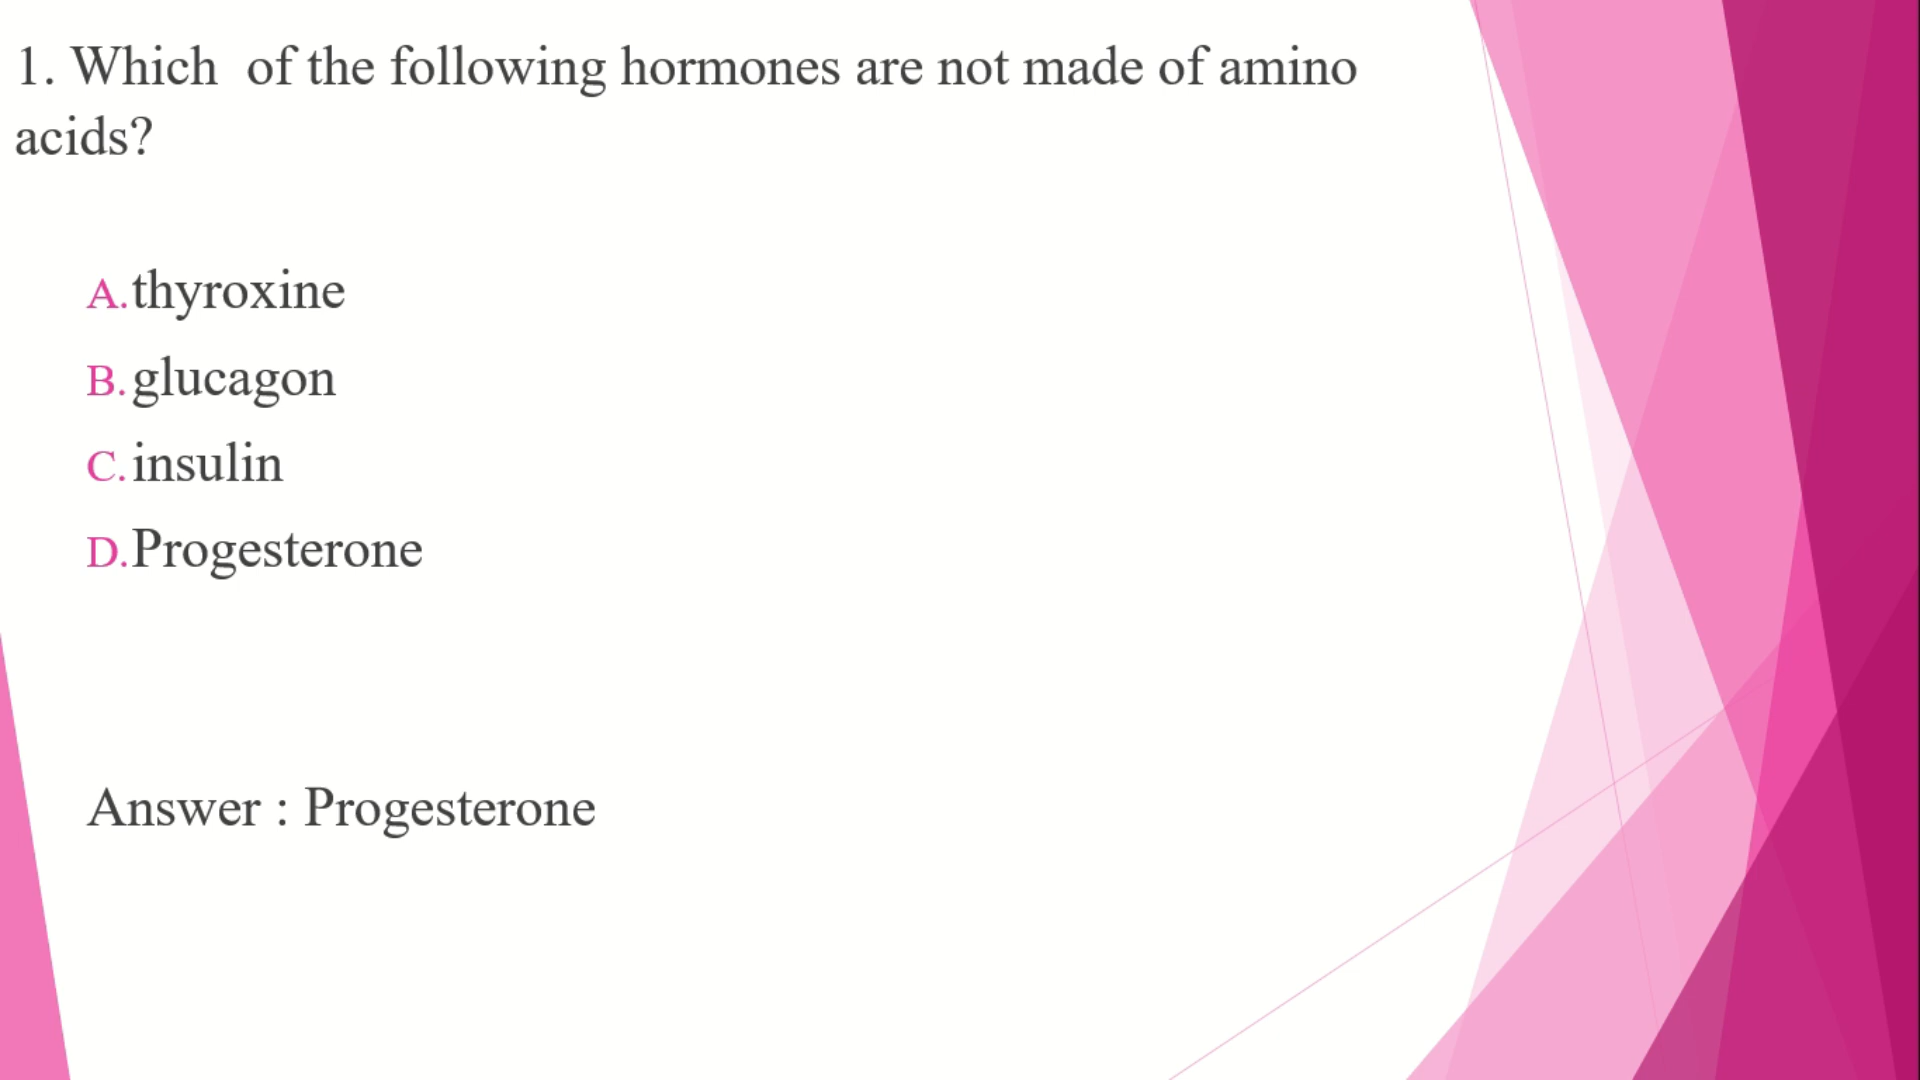 1. Which  of the following hormones are not made of amino
acids?
A. thyroxine
B. glucagon
C. insulin
D. Progesterone
Answer : Progesterone